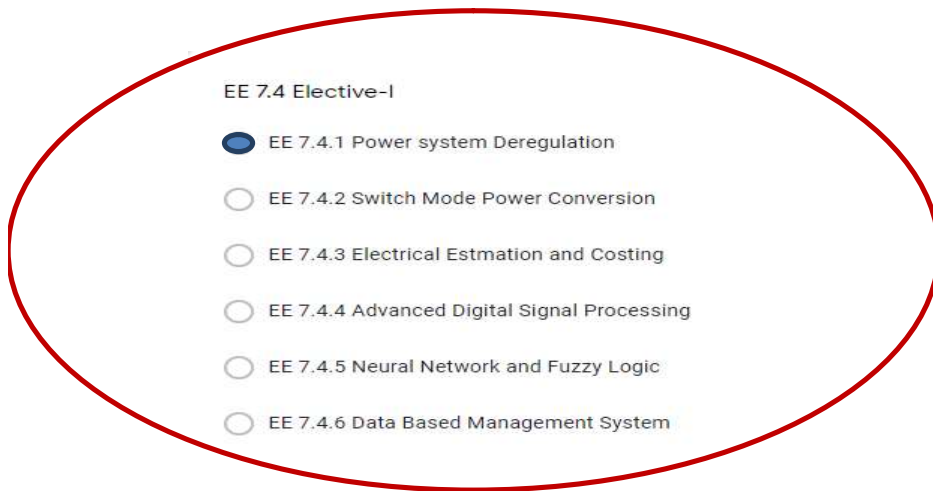 EE 7.4 Elective-I
EE 7.4.1 Power system Deregulation
EE 7.4.2 Switch Mode Power Conversion
EE 7.4.3 Electrical Estmation and Costing
EE 7.4.4 Advanced Digital Signal Processing
EE 7.4.5 Neural Network and Fuzzy Logic
EE 7.4.6 Data Based Management System